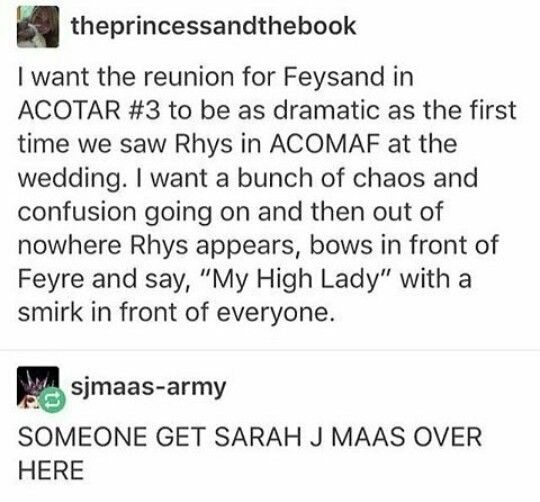 theprincessandthebook
I want the reunion for Feysand in
ACOTAR #3 to be as dramatic as the first
time we saw Rhys in ACOMAF at the
wedding. I want a bunch of chaos and
confusion going on and then out of
nowhere Rhys appears, bows in front of
Feyre and say, "My High Lady" with a
smirk in front of everyone.
sjmaas-army
SOMEONE GET SARAH J MAAS OVER
HERE